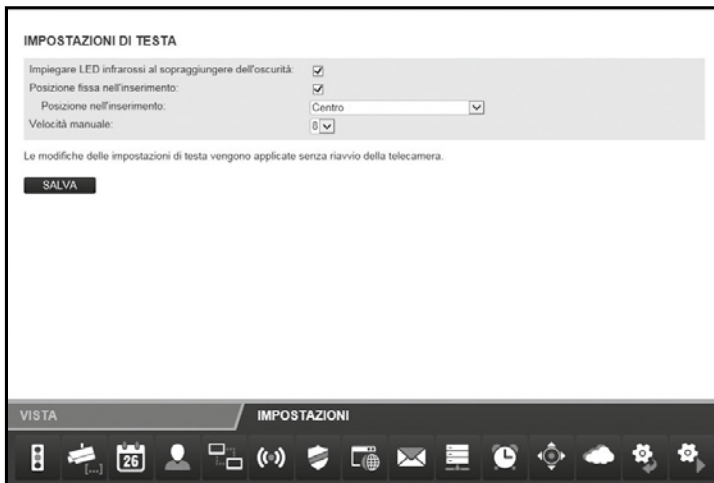 IMPOSTAZIONI DI TESTA
Impiegare LED infrarossi al sopraggiungere dell'oscurità:
Posizione fissa nell'inserimento:
Posizione nell'inserimento: Centro
Velocità manuale: 8
Le modifiche delle impostazioni di testa vengono applicate senza riavvio della telecamera.
SALVA
VISTA IMPOSTAZIONI
[...] 26